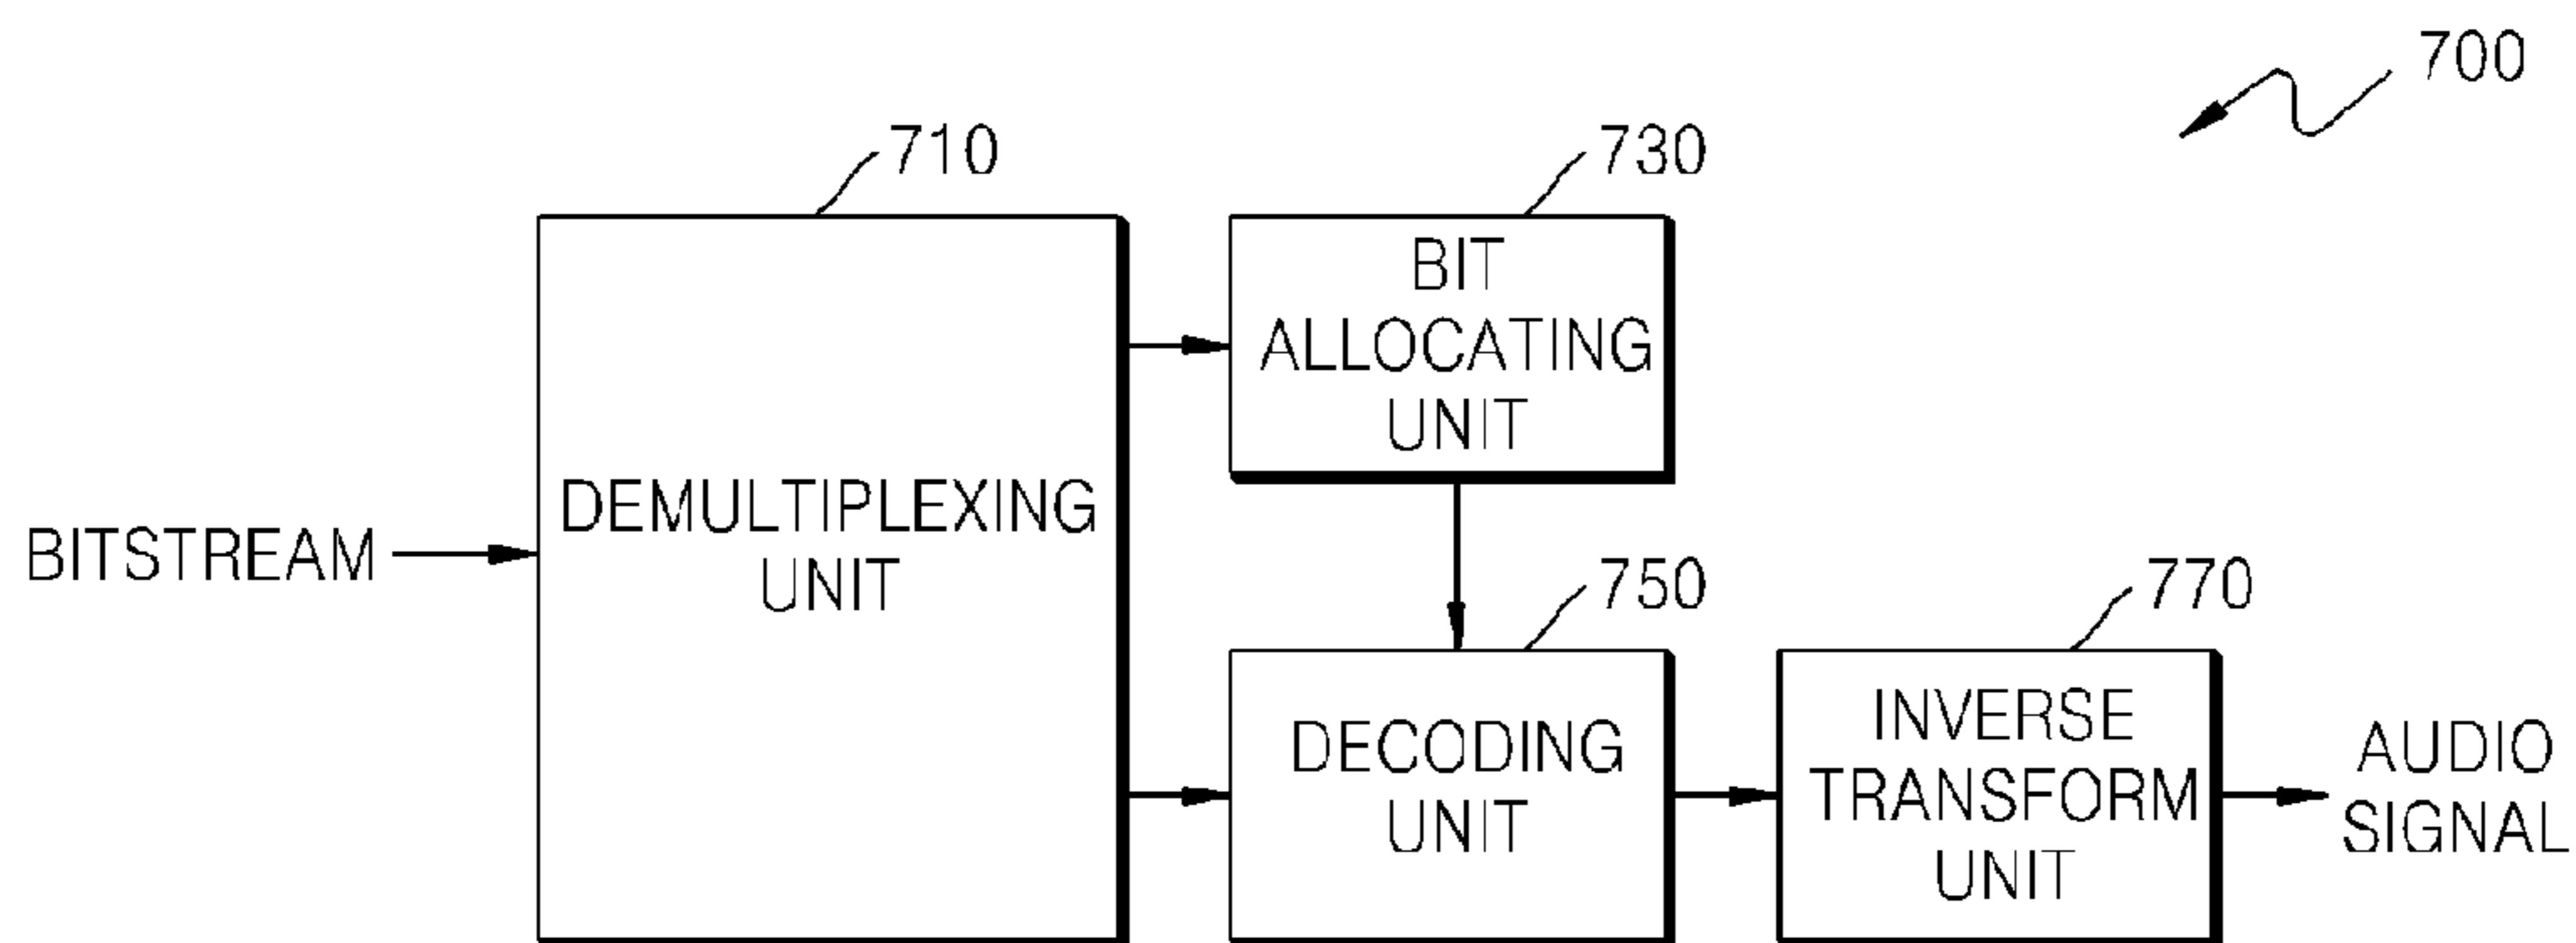 700
710
730
BIT
ALLOCATING
UNIT
BITSTREAM
DEMULTIPLEXING
UNIT
750
770
DECODING
UNIT
INVERSE
TRANSFORM
UNIT
AUDIO
SIGNAL